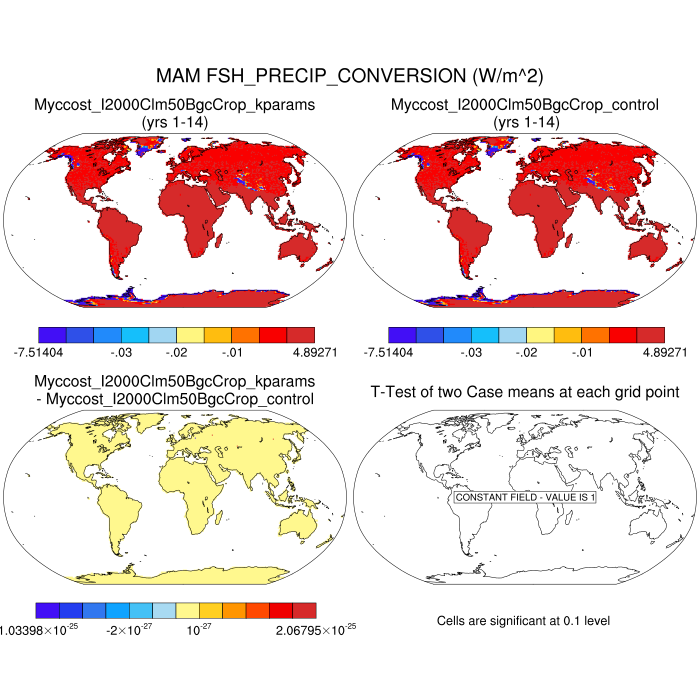 MAM FSH_PRECIP_CONVERSION (W/m^2)
Myccost_I2000Clm50BgcCrop_kparams
(yrs 1-14)
Myccost_I2000Clm50BgcCrop_control
(yrs 1-14)
-7.51404 -.03 -.02 -.01 4.89271
-7.51404 -.03 -.02 -.01 4.89271
Myccost_I2000Clm50BgcCrop_kparams
- Myccost_I2000Clm50BgcCrop_control
T-Test of two Case means at each grid point
CONSTANT FIELD - VALUE IS 1
1.03398×10^-25 -2×10^-27 10^-27 2.06795×10^-25
Cells are significant at 0.1 level